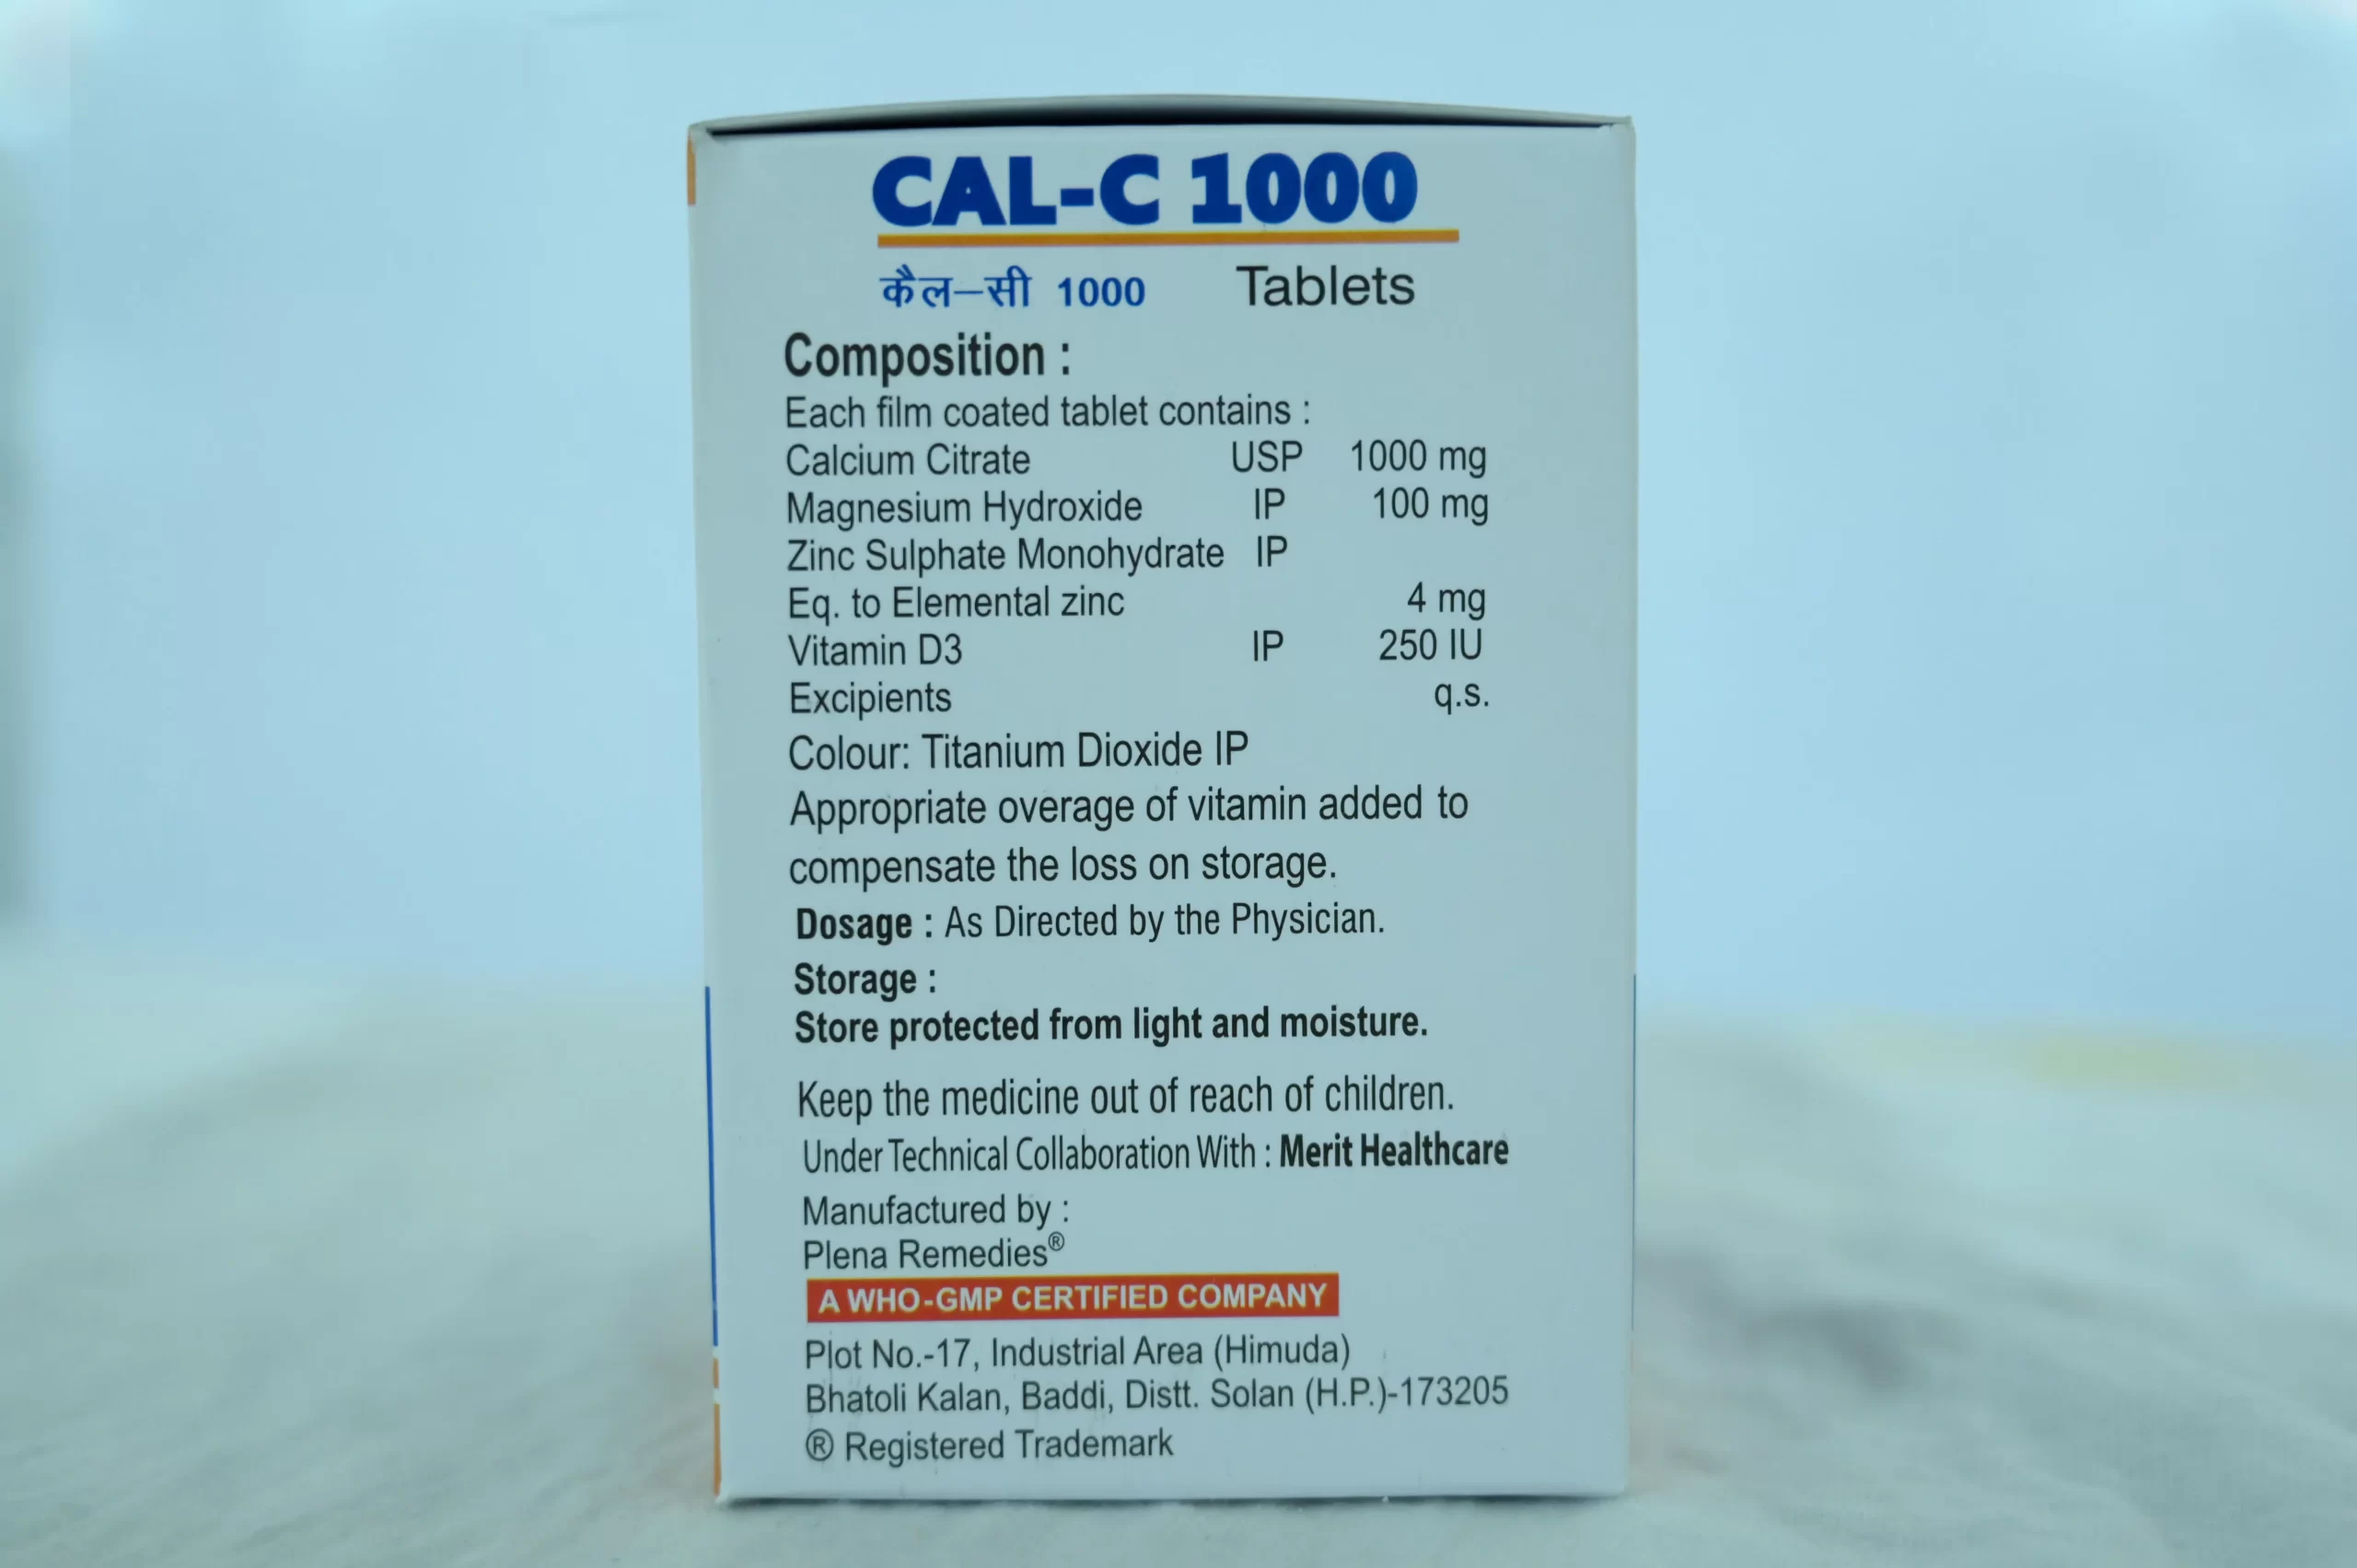 CAL-C 1000
कैल–सी 1000 Tablets
Composition :
Each film coated tablet contains :
Calcium Citrate USP 1000 mg
Magnesium Hydroxide IP 100 mg
Zinc Sulphate Monohydrate IP
Eq. to Elemental zinc 4 mg
Vitamin D3 IP 250 IU
Excipients q.s.
Colour: Titanium Dioxide IP
Appropriate overage of vitamin added to
compensate the loss on storage.
Dosage : As Directed by the Physician.
Storage :
Store protected from light and moisture.
Keep the medicine out of reach of children.
Under Technical Collaboration With : Merit Healthcare
Manufactured by :
Plena Remedies®
A WHO-GMP CERTIFIED COMPANY
Plot No.-17, Industrial Area (Himuda)
Bhatoli Kalan, Baddi, Distt. Solan (H.P.)-173205
® Registered Trademark